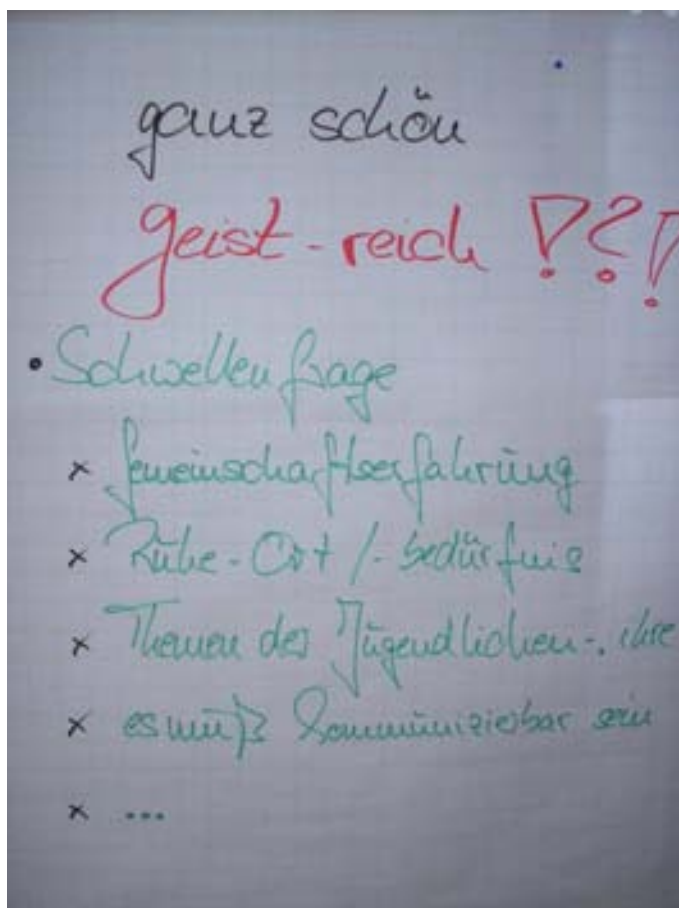 ganz schön
geist-reich !?!
• Schwellenfrage
x Gemeinschaftserfahrung
x Ruhe-Ort /-bedürfnis
x Themen der Jugendlichen-, ihre
x es muß kommunizierbar sein
x ...